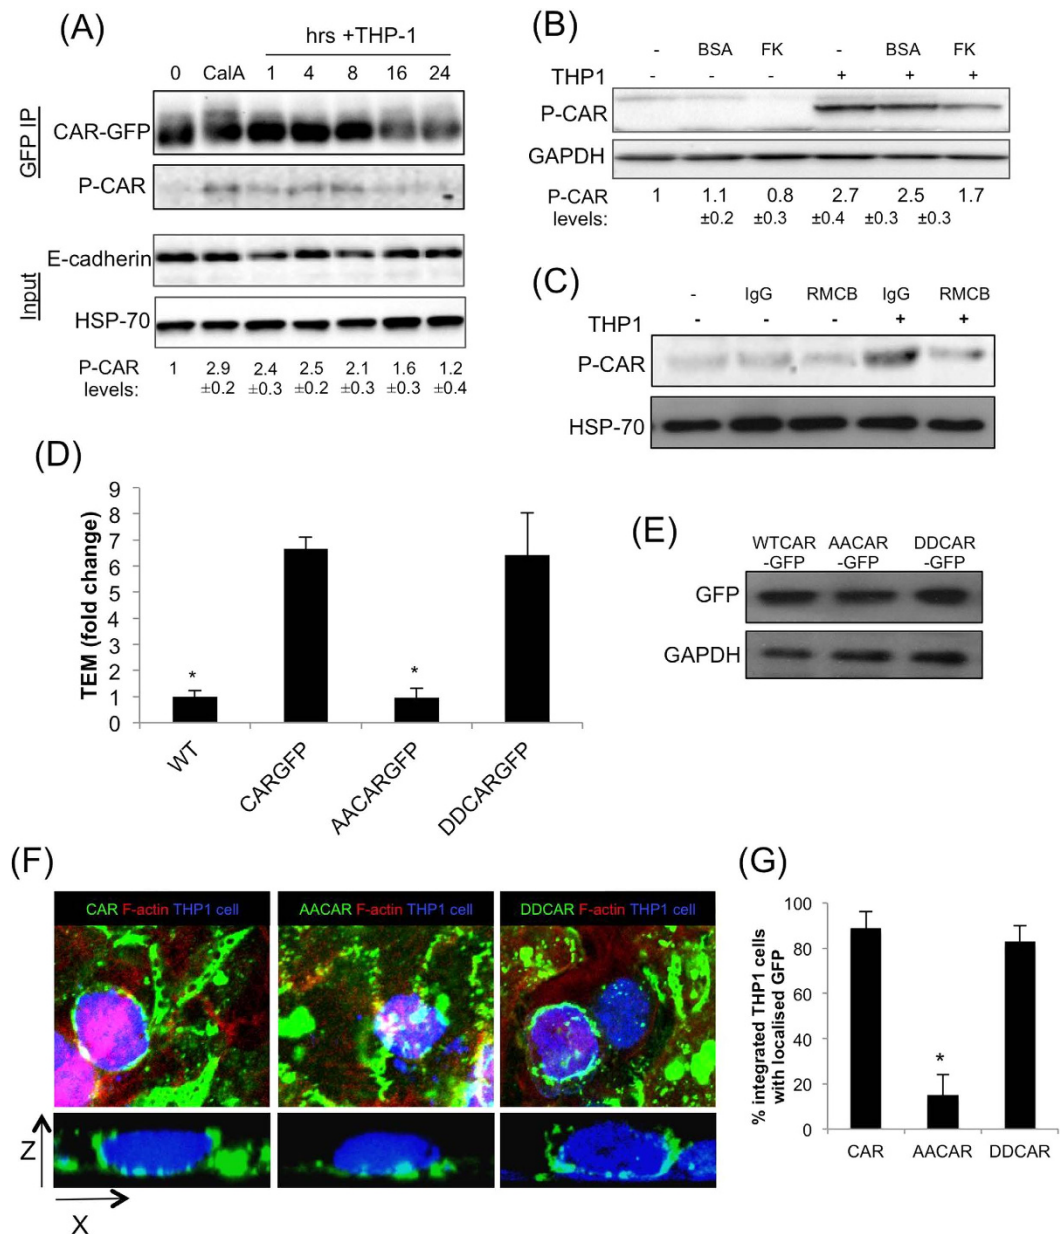 (A)
hrs +THP-1
0 CalA 1 4 8 16 24
GFP IP
CAR-GFP
P-CAR
Input
E-cadherin
HSP-70
P-CAR levels:
1 2.9 2.4 2.5 2.1 1.6 1.2
±0.2 ±0.3 ±0.2 ±0.3 ±0.3 ±0.4
(B)
- BSA FK - BSA FK
THP1 - - - + + +
P-CAR
GAPDH
P-CAR levels:
1 1.1 0.8 2.7 2.5 1.7
±0.2 ±0.3 ±0.4 ±0.3 ±0.3
(C)
- IgG RMCB IgG RMCB
THP1 - - - + +
P-CAR
HSP-70
(D)
TEM (fold change)
9
8
7
6
5
4
3
2
1
0
*
*
WT
CARGFP
AACARGFP
DDCARGFP
(E)
WTCAR AACAR DDCAR
-GFP -GFP -GFP
GFP
GAPDH
(F)
CAR F-actin THP1 cell
AACAR F-actin THP1 cell
DDCAR F-actin THP1 cell
Z
X
(G)
% integrated THP1 cells
with localised GFP
100
80
60
40
20
0
*
CAR AACAR DDCAR